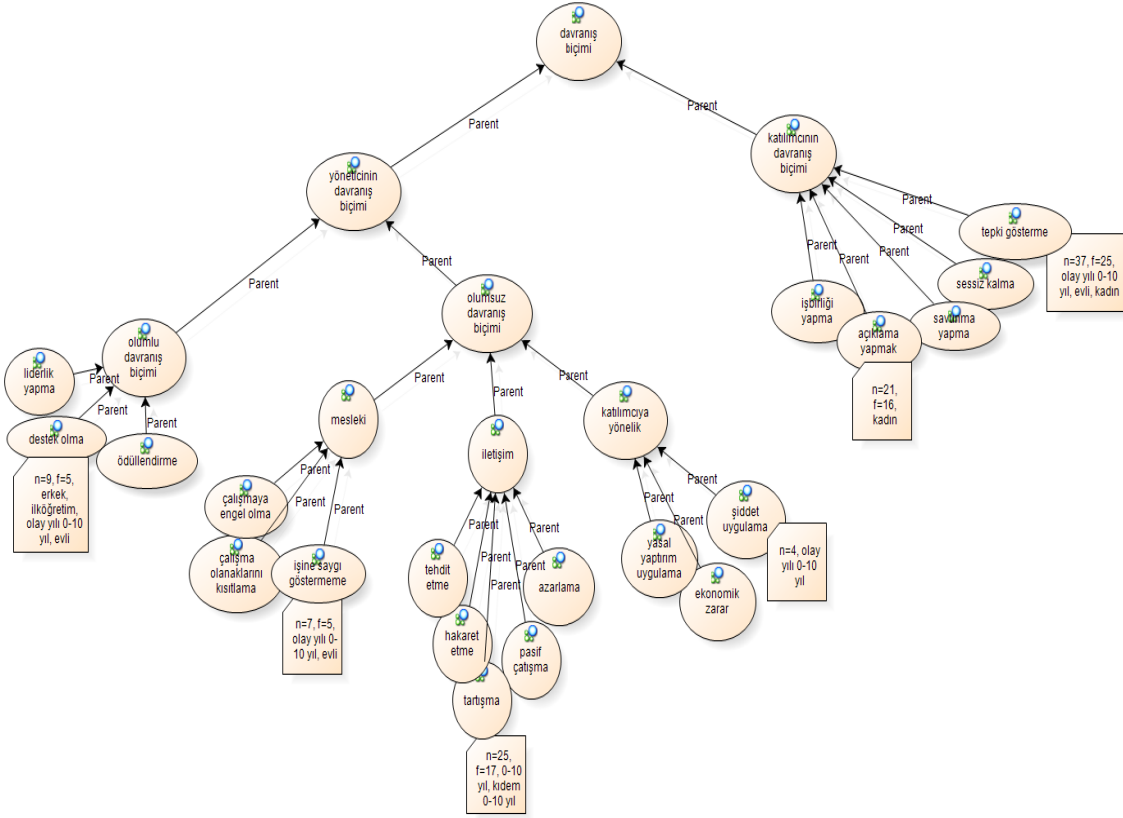 davranış
biçimi
Parent
Parent
katılımcının
davranış
biçimi
yöneticinin
davranış
biçimi
Parent
Parent
Parent
Parent
Parent
tepki gösterme
n=37, f=25,
olay yılı 0-10
yıl, evli, kadın
sessiz kalma
işbirliği
yapma
açıklama
yapmak
savunma
yapma
n=21,
f=16,
kadın
Parent
Parent
olumsuz
davranış
biçimi
olumlu
davranış
biçimi
liderlik
yapma
Parent
Parent
Parent
destek olma
ödüllendirme
n=9, f=5,
erkek,
ilköğretim,
olay yılı 0-10
yıl, evli
Parent
Parent
Parent
mesleki
iletişim
katılımcıya
yönelik
Parent
Parent
Parent
çalışmaya
engel olma
çalışma
olanaklarını
kısıtlama
işine saygı
göstermeme
n=7, f=5,
olay yılı 0-
10 yıl, evli
Parent
Parent
Parent
Parent
Parent
tehdit
etme
hakaret
etme
tartışma
pasif
çatışma
azarlama
n=25,
f=17, 0-10
yıl, kıdem
0-10 yıl
Parent
Parent
Parent
yasal
yaptırım
uygulama
ekonomik
zarar
şiddet
uygulama
n=4, olay
yılı 0-10
yıl